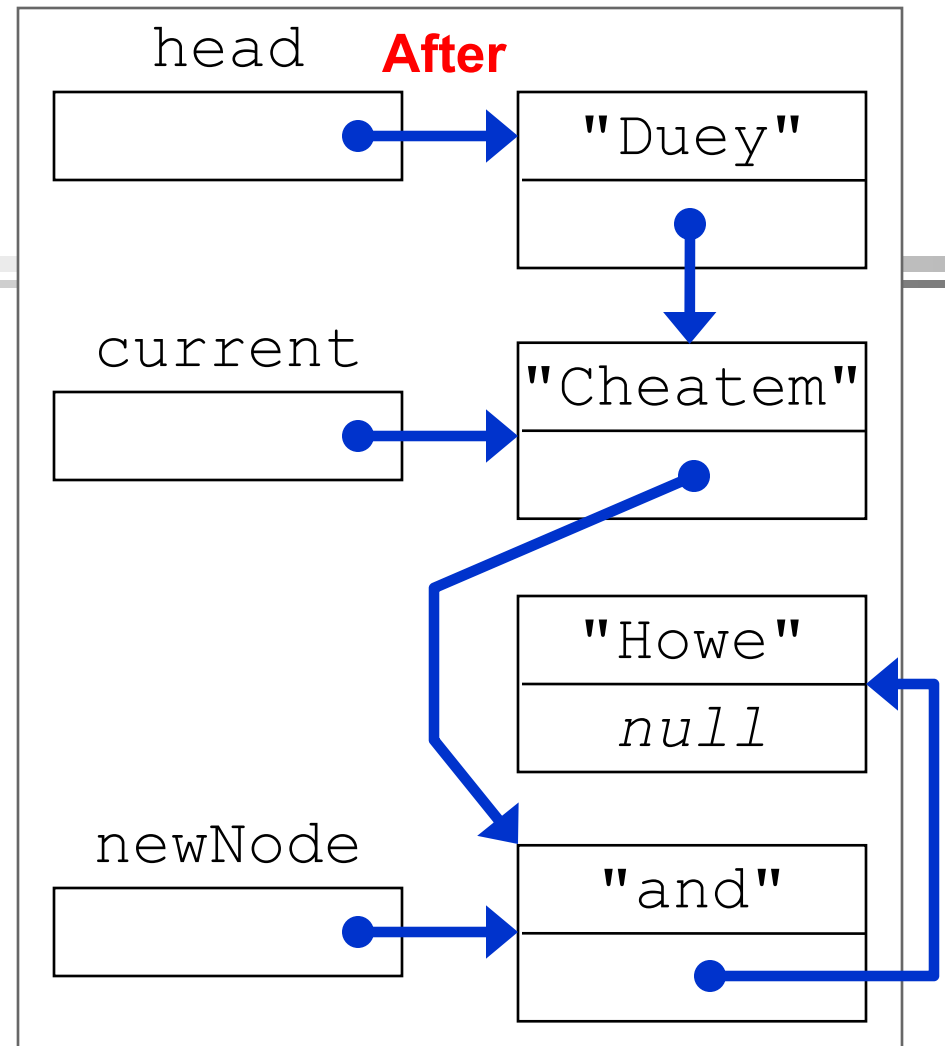 head
After
"Duey"
current
"Cheatem"
"Howe"
null
newNode
"and"